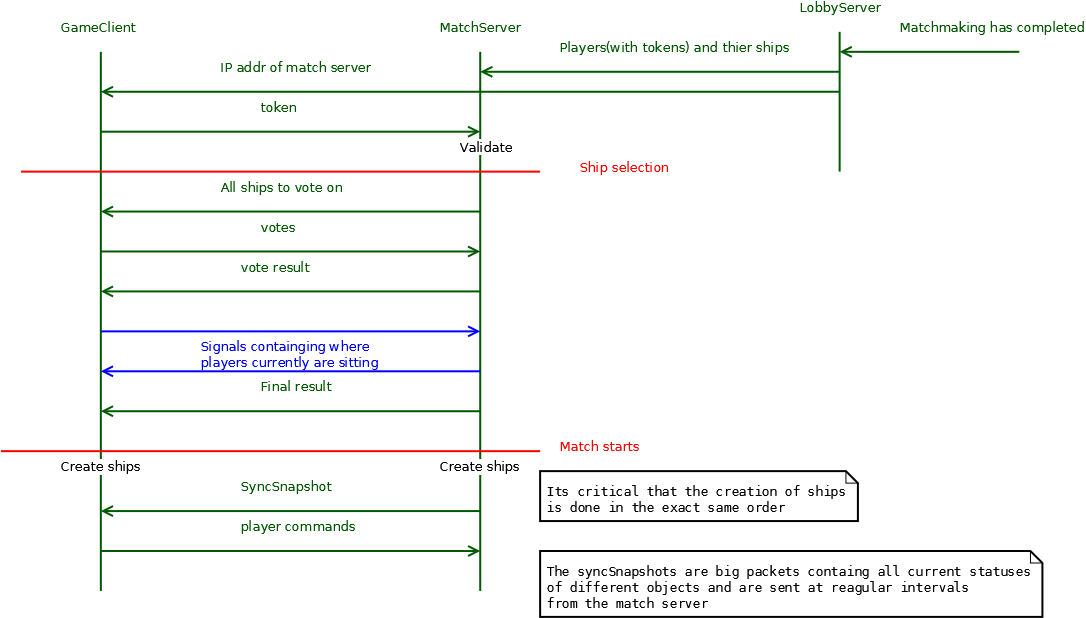 LobbyServer
GameClient
MatchServer
Matchmaking has completed
Players(with tokens) and thier ships
IP addr of match server
token
Validate
Ship selection
All ships to vote on
votes
vote result
Signals containging where
players currently are sitting
Final result
Match starts
Create ships
Create ships
SyncSnapshot
Its critical that the creation of ships
is done in the exact same order
player commands
The syncSnapshots are big packets containg all current statuses
of different objects and are sent at reagular intervals
from the match server